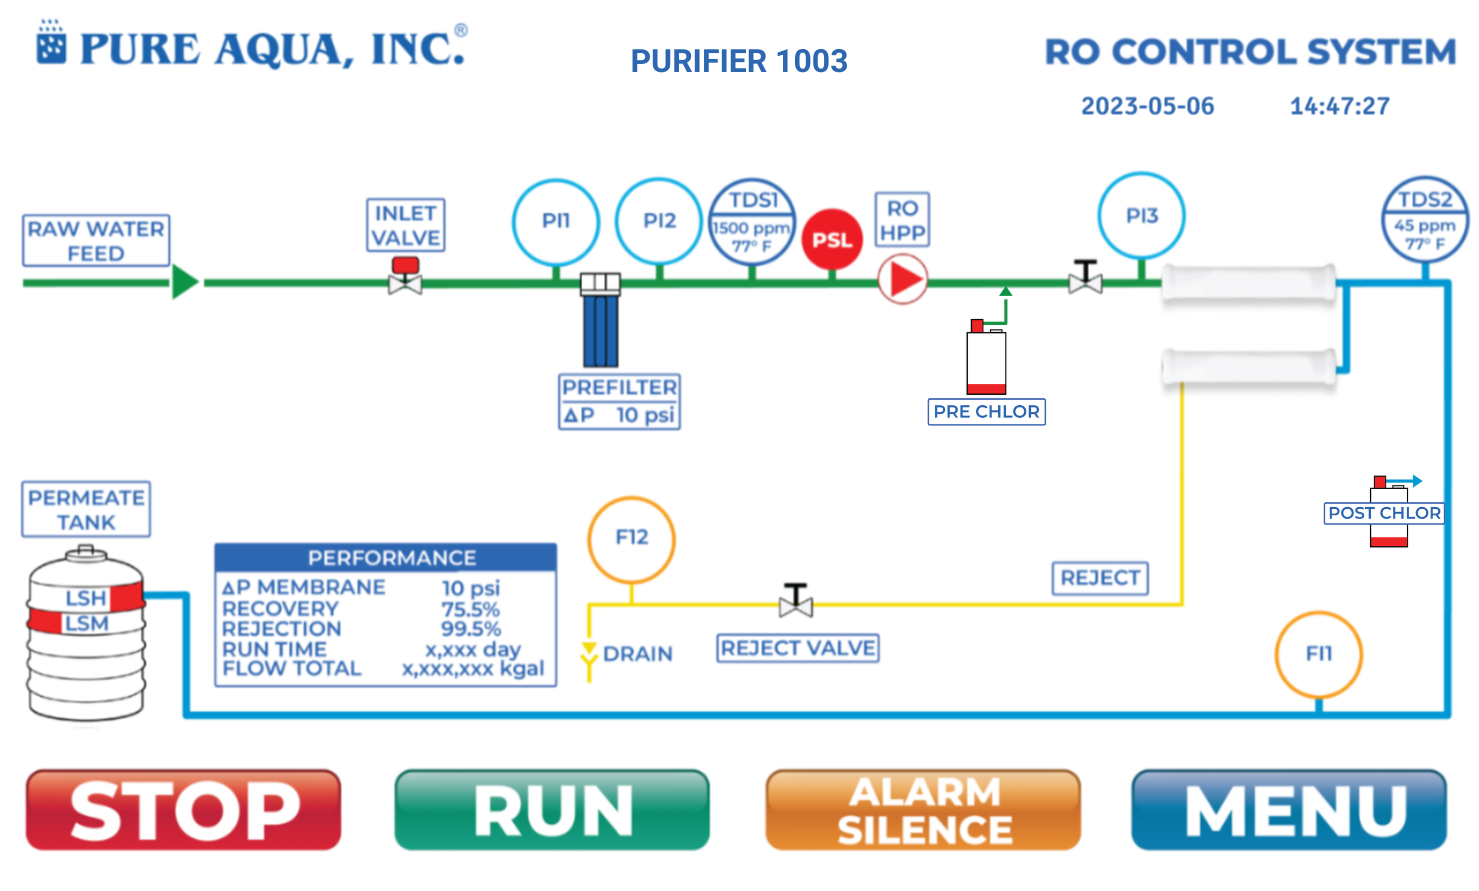 PURE AQUA, INC.®
PURIFIER 1003
RO CONTROL SYSTEM
2023-05-06 14:47:27
RAW WATER
FEED
INLET
VALVE
PI1
PI2
TDS1
1500 ppm
77° F
PSL
RO
HPP
PI3
TDS2
45 ppm
77° F
PREFILTER
ΔP 10 psi
PRE CHLOR
PERMEATE
TANK
LSH
LSM
PERFORMANCE
ΔP MEMBRANE 10 psi
RECOVERY 75.5%
REJECTION 99.5%
RUN TIME x,xxx day
FLOW TOTAL x,xxx,xxx kgal
F12
DRAIN
REJECT VALVE
REJECT
POST CHLOR
FI1
STOP
RUN
ALARM
SILENCE
MENU